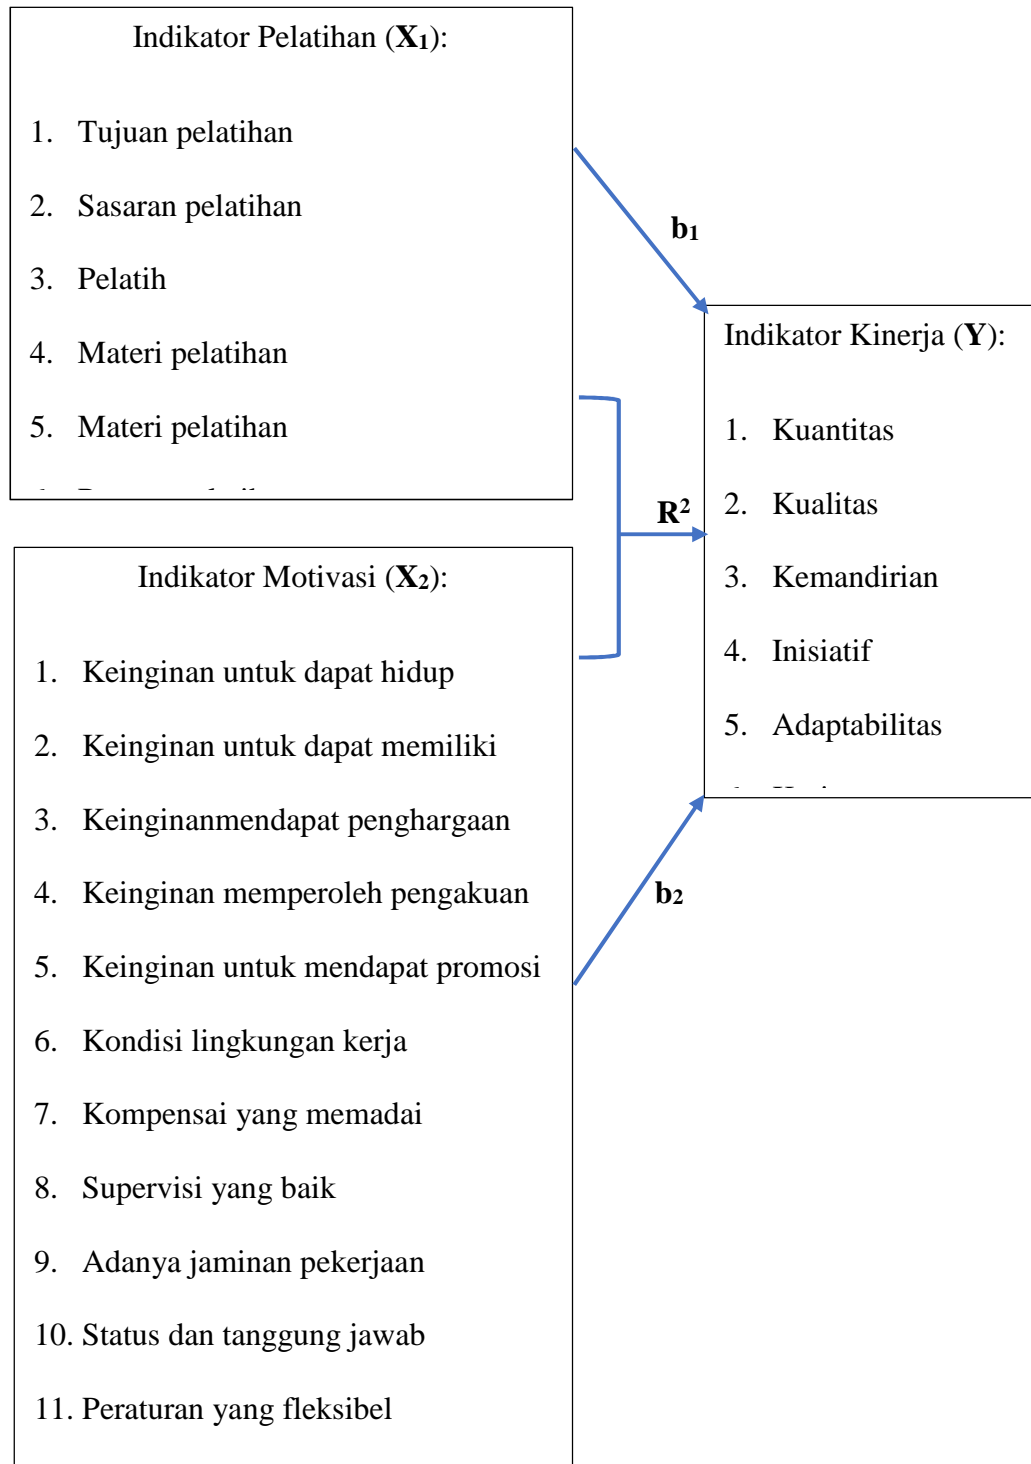 Indikator Pelatihan (X₁):
1. Tujuan pelatihan
2. Sasaran pelatihan
3. Pelatih
4. Materi pelatihan
5. Materi pelatihan
b₁
Indikator Kinerja (Y):
1. Kuantitas
2. Kualitas
3. Kemandirian
4. Inisiatif
5. Adaptabilitas
R²
Indikator Motivasi (X₂):
1. Keinginan untuk dapat hidup
2. Keinginan untuk dapat memiliki
3. Keinginanmendapat penghargaan
4. Keinginan memperoleh pengakuan
5. Keinginan untuk mendapat promosi
6. Kondisi lingkungan kerja
7. Kompensai yang memadai
8. Supervisi yang baik
9. Adanya jaminan pekerjaan
10. Status dan tanggung jawab
11. Peraturan yang fleksibel
b₂